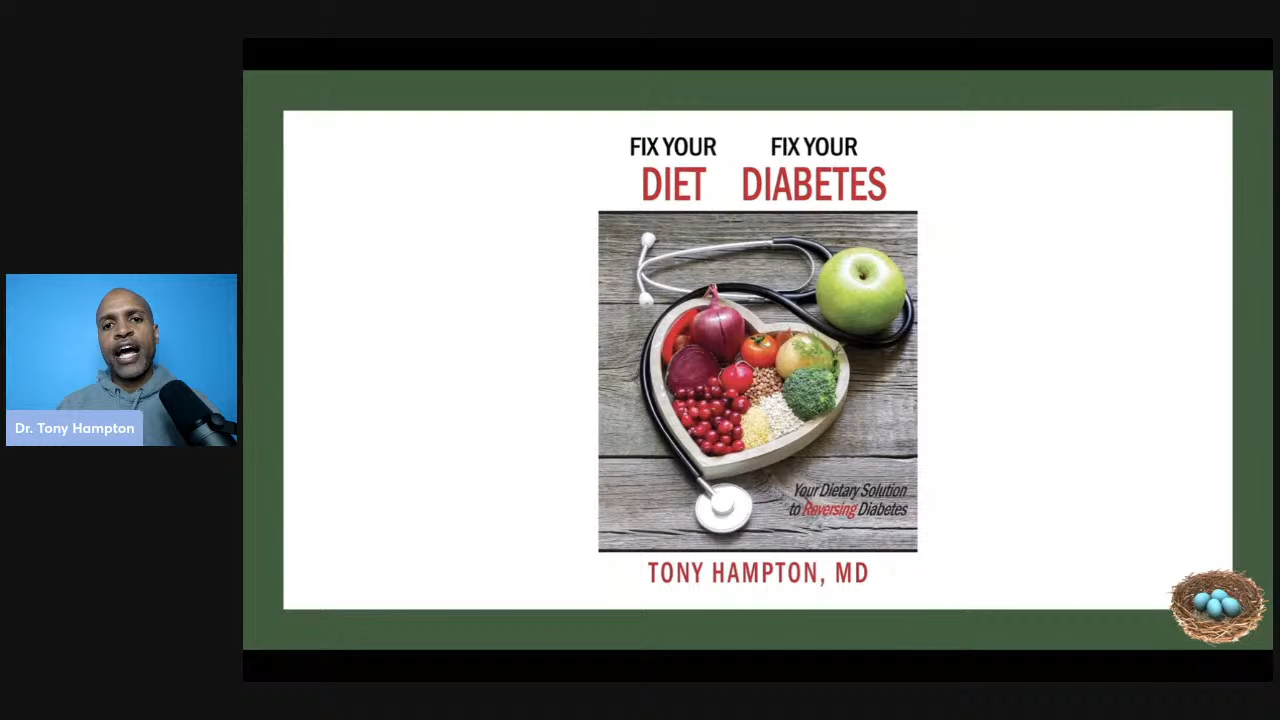 FIX YOUR FIX YOUR
DIET DIABETES
Your Dietary Solution
to Reversing Diabetes
TONY HAMPTON, MD
Dr. Tony Hampton